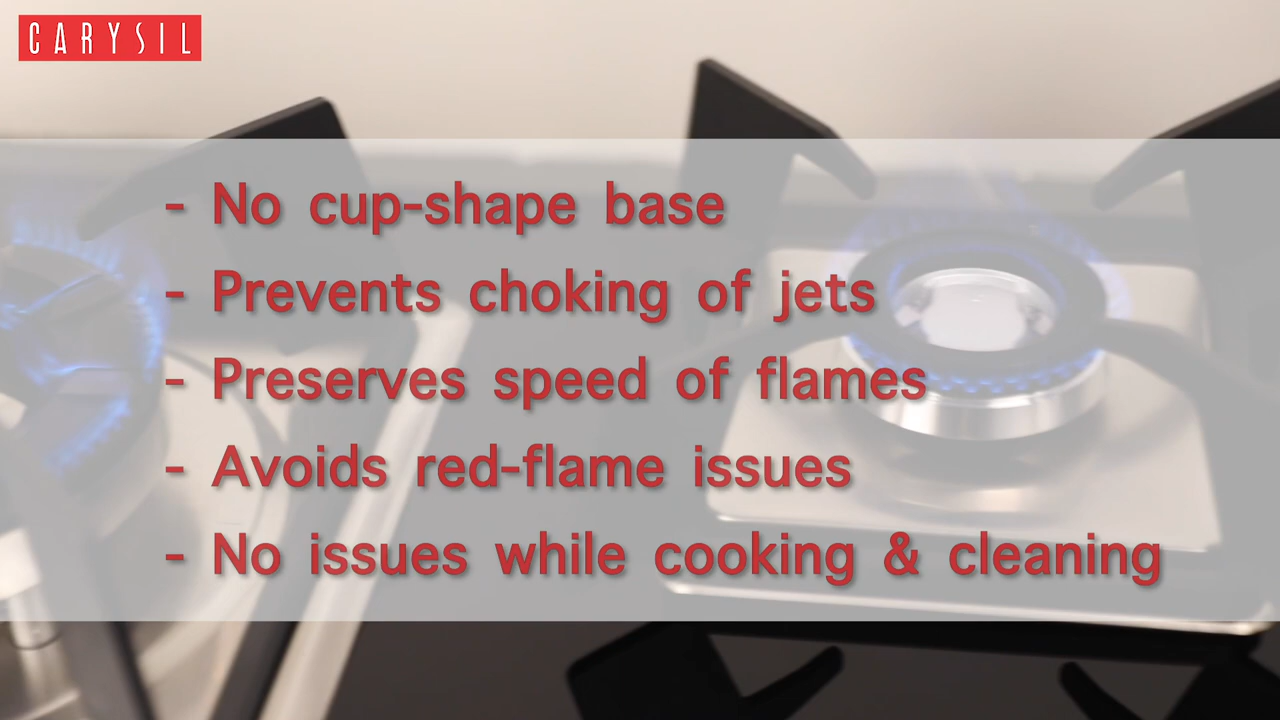 CARYSIL
- No cup-shape base
- Prevents choking of jets
- Preserves speed of flames
- Avoids red-flame issues
- No issues while cooking & cleaning